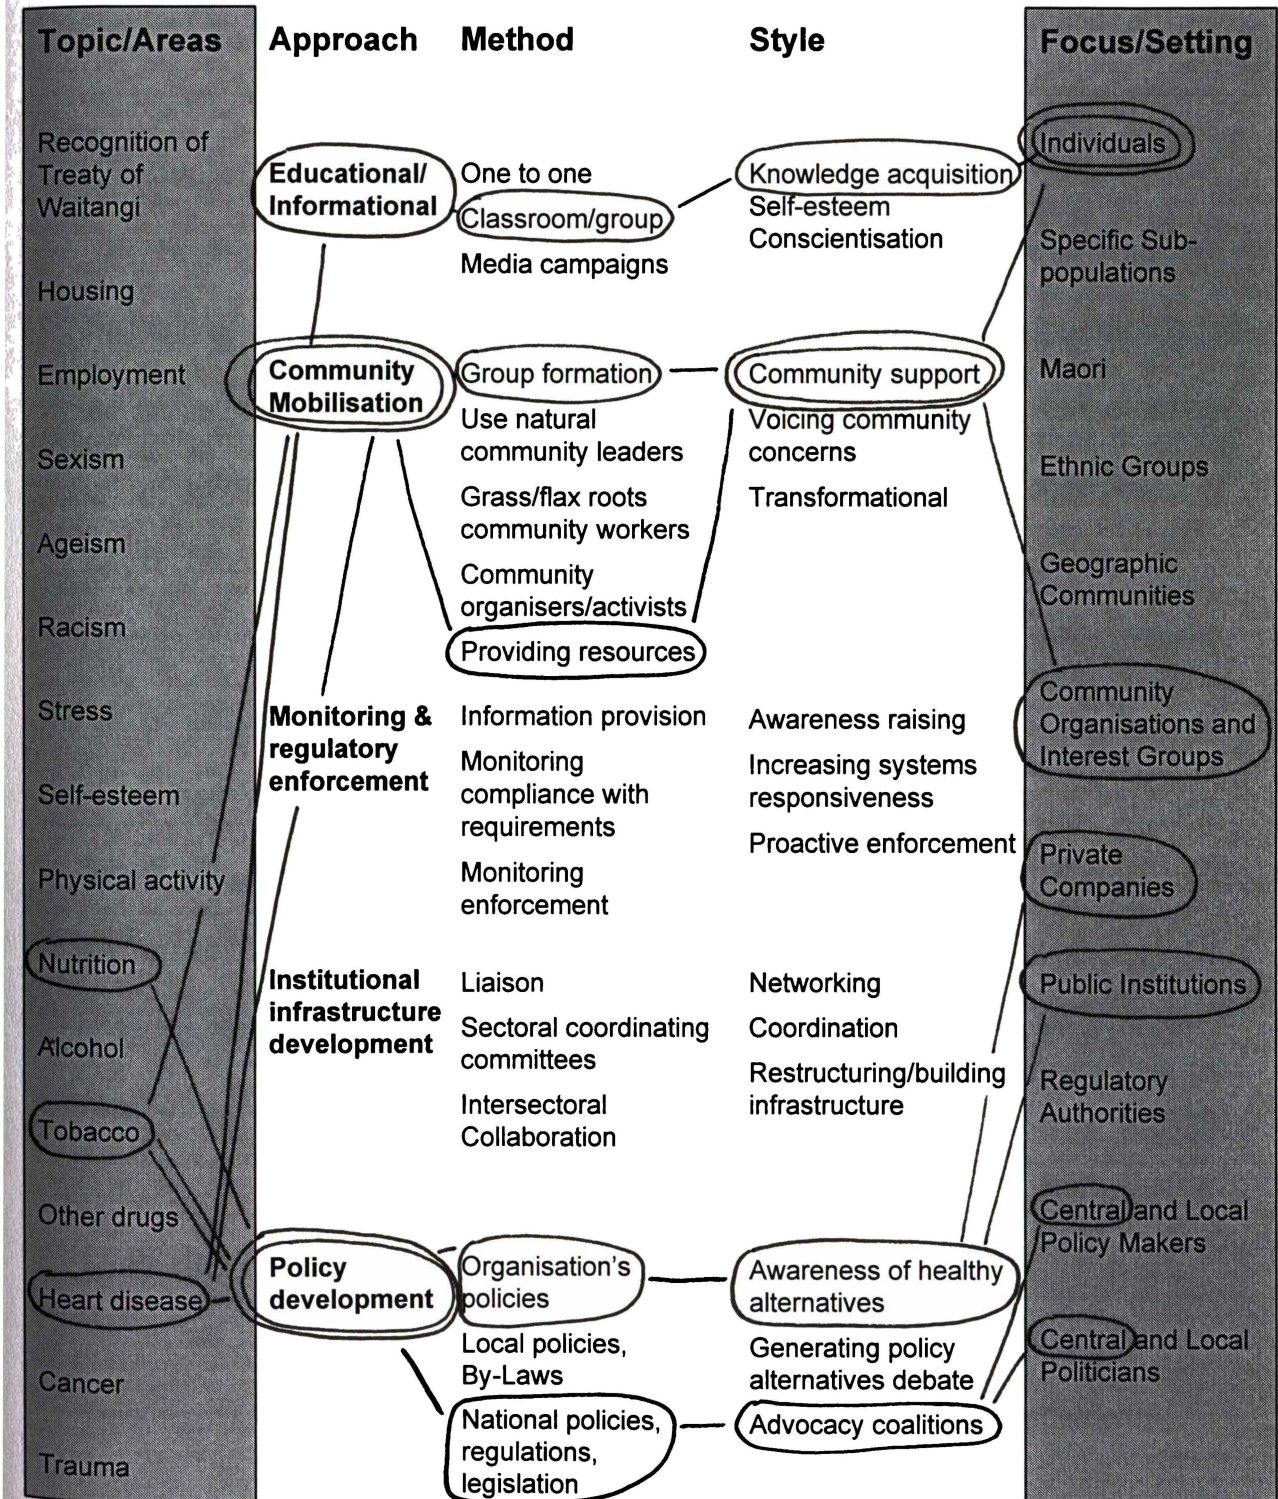 Topic/Areas
Approach
Method
Style
Focus/Setting
Recognition of
Treaty of
Waitangi
Housing
Employment
Sexism
Ageism
Racism
Stress
Self-esteem
Physical activity
Nutrition
Alcohol
Tobacco
Other drugs
Heart disease
Cancer
Trauma
Educational/
Informational
Community
Mobilisation
Monitoring &
regulatory
enforcement
Institutional
infrastructure
development
Policy
development
One to one
Classroom/group
Media campaigns
Group formation
Use natural
community leaders
Grass/flax roots
community workers
Community
organisers/activists
Providing resources
Information provision
Monitoring
compliance with
requirements
Monitoring
enforcement
Liaison
Sectoral coordinating
committees
Intersectoral
Collaboration
Organisation's
policies
Local policies,
By-Laws
National policies,
regulations,
legislation
Knowledge acquisition
Self-esteem
Conscientisation
Community support
Voicing community
concerns
Transformational
Awareness raising
Increasing systems
responsiveness
Proactive enforcement
Networking
Coordination
Restructuring/building
infrastructure
Awareness of healthy
alternatives
Generating policy
alternatives debate
Advocacy coalitions
Individuals
Specific Sub-
populations
Maori
Ethnic Groups
Geographic
Communities
Community
Organisations and
Interest Groups
Private
Companies
Public Institutions
Regulatory
Authorities
Central and Local
Policy Makers
Central and Local
Politicians